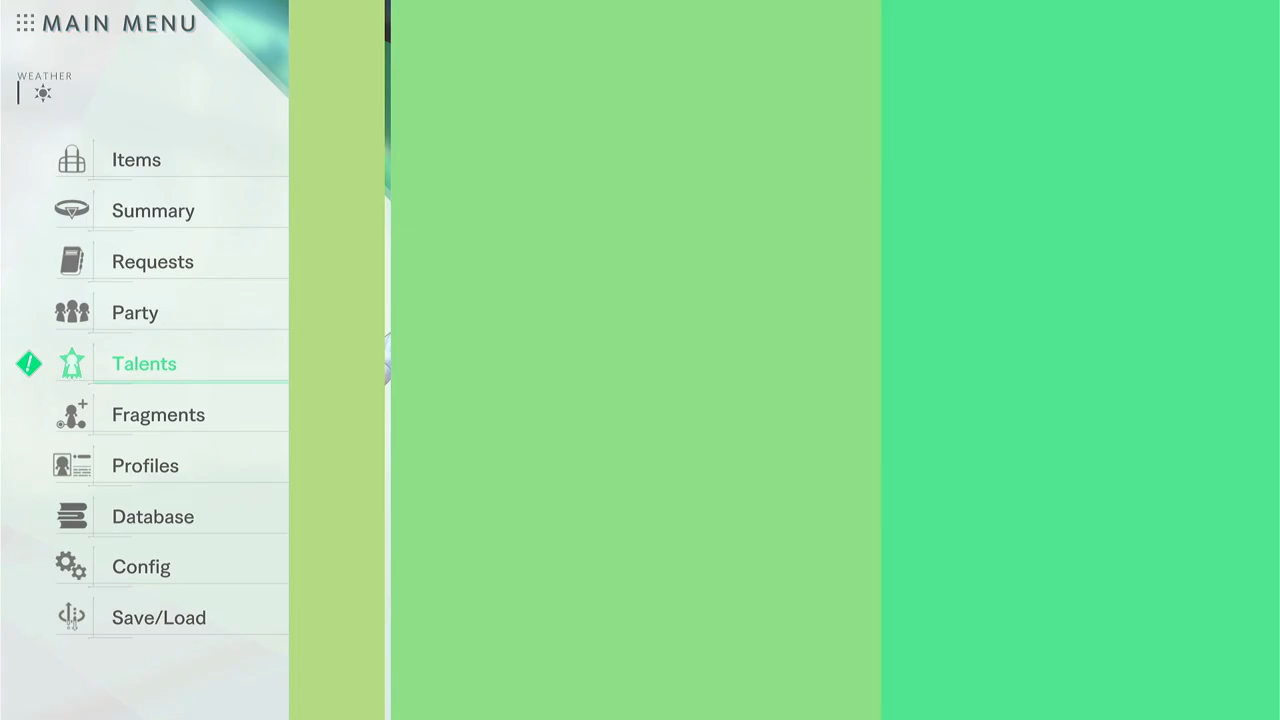 MAIN MENU
WEATHER
Items
Summary
Requests
Party
Talents
Fragments
Profiles
Database
Config
Save/Load